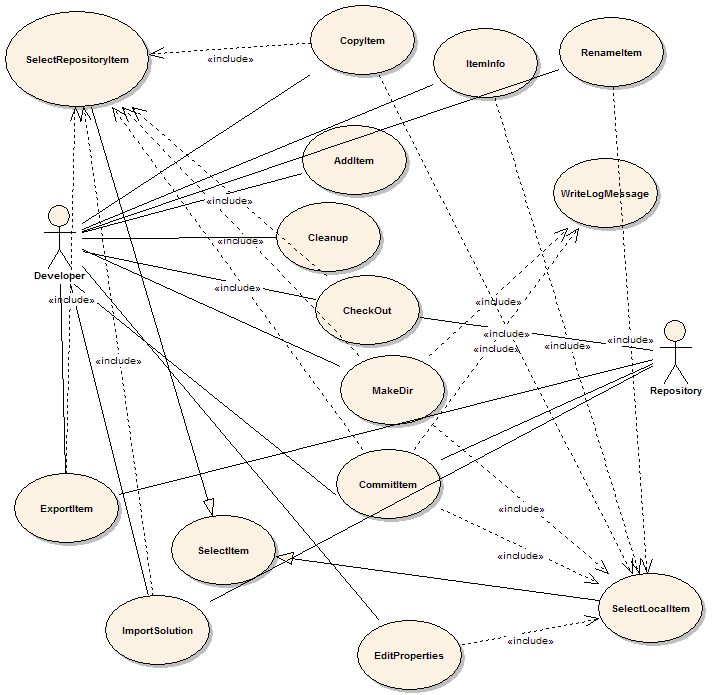 CopyItem
RenameItem
SelectRepositoryItem
«include»
ItemInfo
AddItem
WriteLogMessage
«include»
Cleanup
«include»
Developer
«include»
«include»
CheckOut
«include»
«include»
«include»
«include»
«include»
MakeDir
Repository
CommitItem
ExportItem
«include»
SelectItem
«include»
SelectLocalItem
ImportSolution
«include»
EditProperties